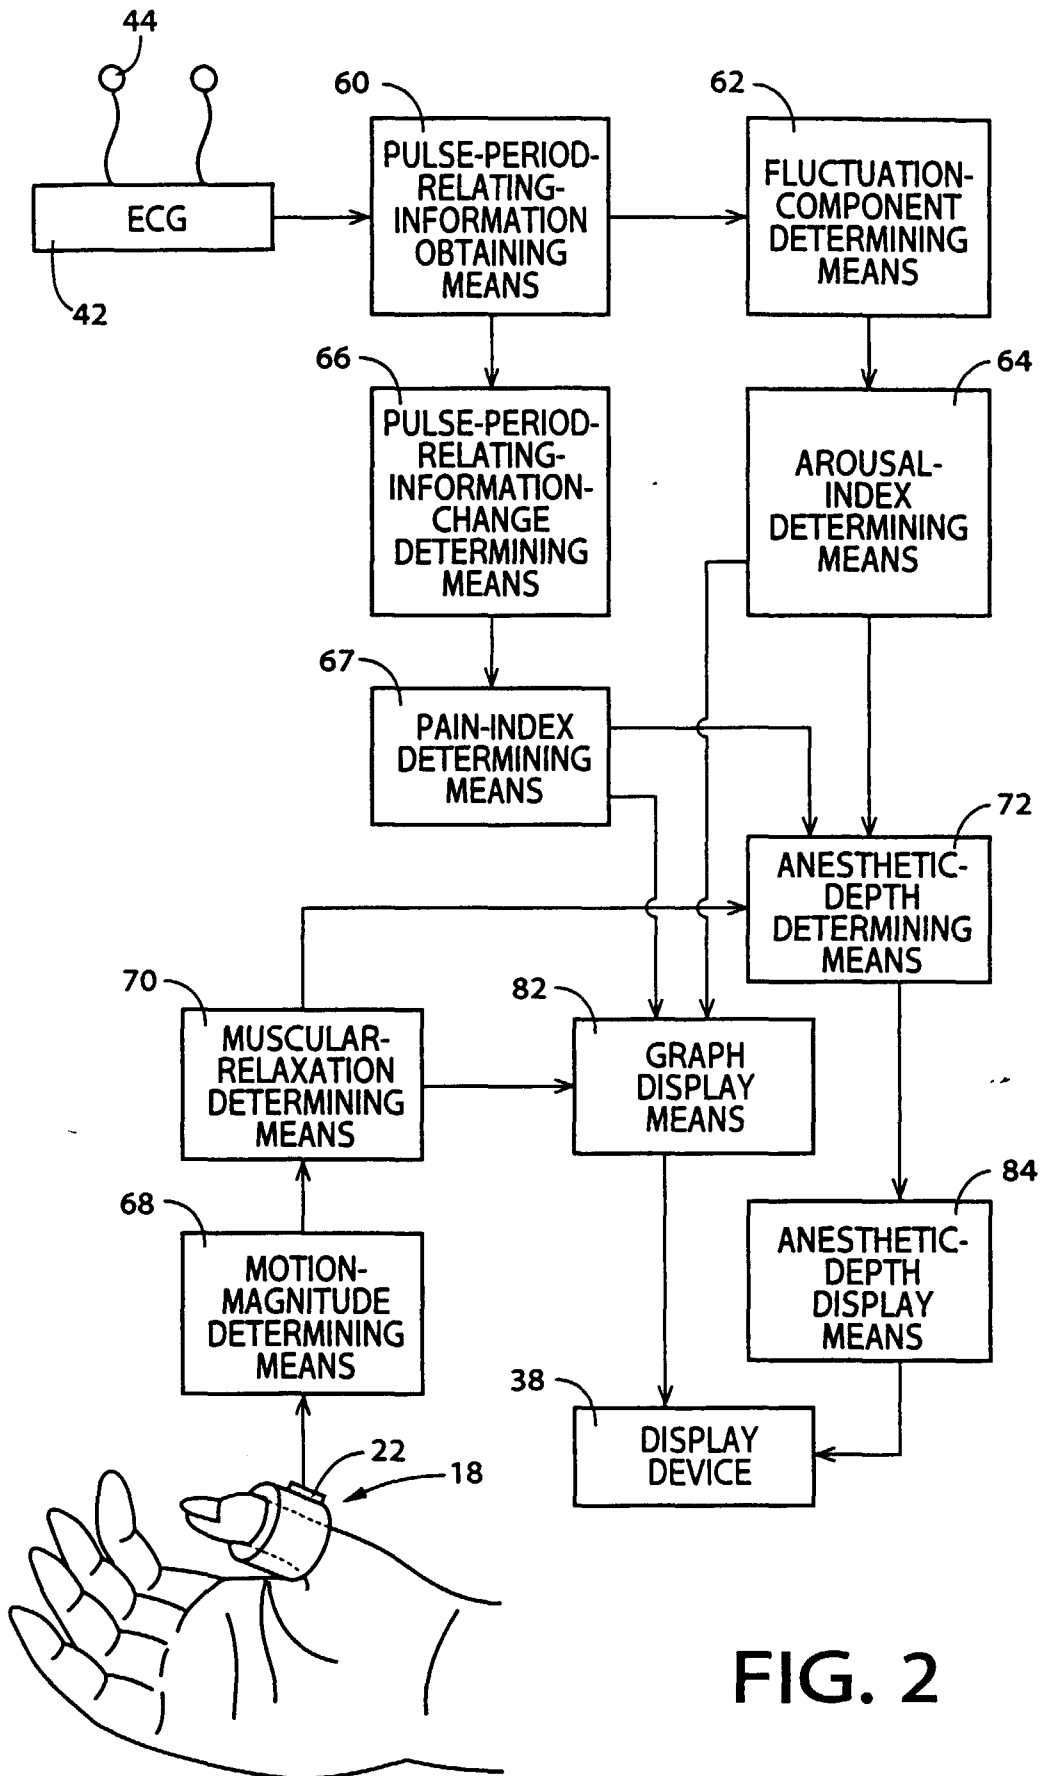 44
ECG
42
60
PULSE-PERIOD-
RELATING-
INFORMATION
OBTAINING
MEANS
62
FLUCTUATION-
COMPONENT
DETERMINING
MEANS
66
PULSE-PERIOD-
RELATING-
INFORMATION-
CHANGE
DETERMINING
MEANS
64
AROUSAL-
INDEX
DETERMINING
MEANS
67
PAIN-INDEX
DETERMINING
MEANS
72
ANESTHETIC-
DEPTH
DETERMINING
MEANS
70
MUSCULAR-
RELAXATION
DETERMINING
MEANS
82
GRAPH
DISPLAY
MEANS
68
MOTION-
MAGNITUDE
DETERMINING
MEANS
84
ANESTHETIC-
DEPTH
DISPLAY
MEANS
38
DISPLAY
DEVICE
22
18
FIG. 2